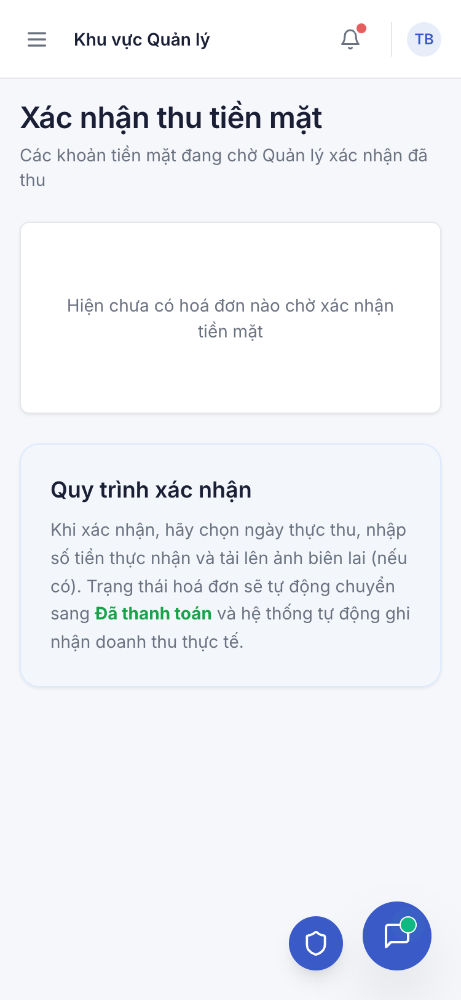 Khu vực Quản lý
TB
Xác nhận thu tiền mặt
Các khoản tiền mặt đang chờ Quản lý xác nhận đã
thu
Hiện chưa có hoá đơn nào chờ xác nhận
tiền mặt
Quy trình xác nhận
Khi xác nhận, hãy chọn ngày thực thu, nhập
số tiền thực nhận và tải lên ảnh biên lai (nếu
có). Trạng thái hoá đơn sẽ tự động chuyển
sang Đã thanh toán và hệ thống tự động ghi
nhận doanh thu thực tế.